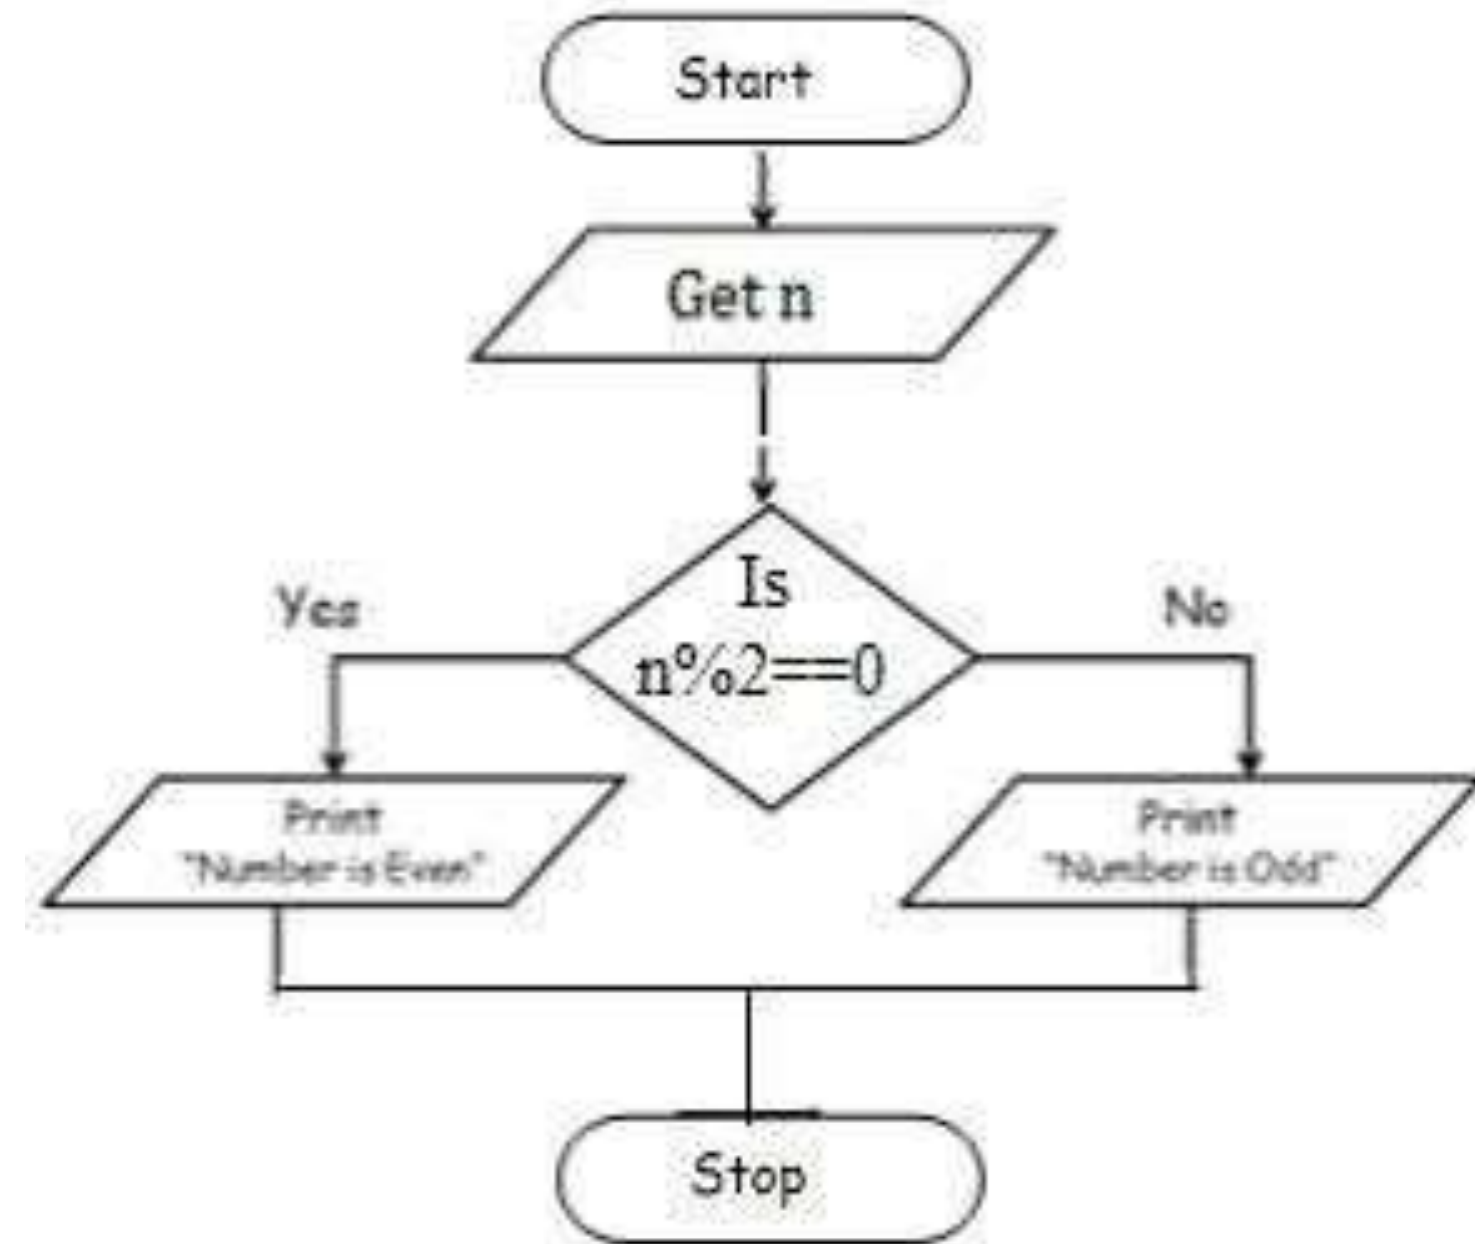 Start
Get n
Is
n%2==0
Yes
No
Print
"Number is Even"
Print
"Number is Odd"
Stop